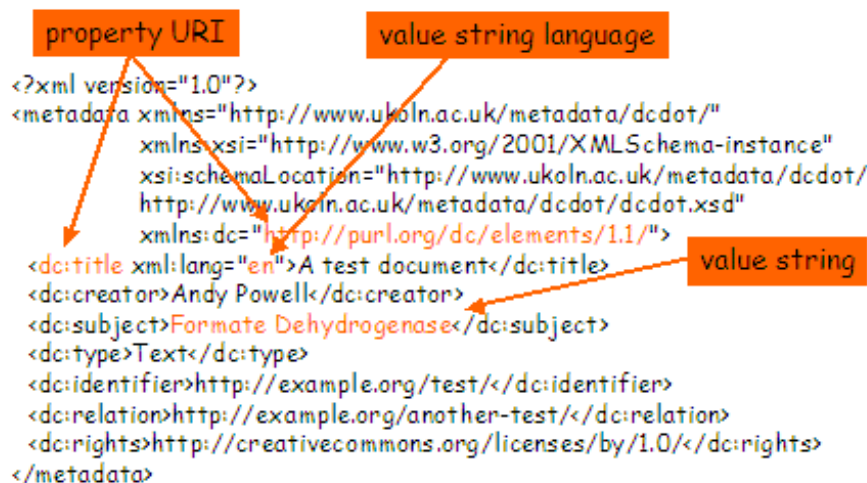 property URI
value string language
<?xml version="1.0"?>
<metadata xmlns="http://www.ukoln.ac.uk/metadata/dcdot/"
xmlns:xsi="http://www.w3.org/2001/XMLSchema-instance"
xsi:schemaLocation="http://www.ukoln.ac.uk/metadata/dcdot/
http://www.ukoln.ac.uk/metadata/dcdot/dcdot.xsd"
xmlns:dc="http://purl.org/dc/elements/1.1/">
<dc:title xml:lang="en">A test document</dc:title>
value string
<dc:creator>Andy Powell</dc:creator>
<dc:subject>Formate Dehydrogenase</dc:subject>
<dc:type>Text</dc:type>
<dc:identifier>http://example.org/test/</dc:identifier>
<dc:relation>http://example.org/another-test/</dc:relation>
<dc:rights>http://creativecommons.org/licenses/by/1.0/</dc:rights>
</metadata>